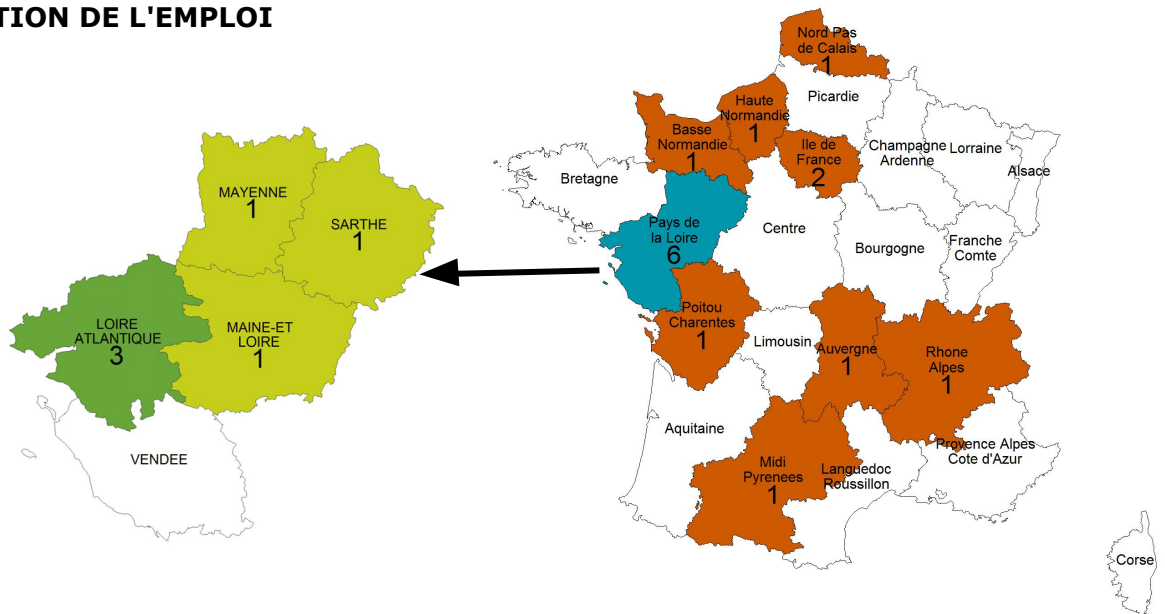 TION DE L'EMPLOI
MAYENNE
1
SARTHE
1
LOIRE
ATLANTIQUE
3
MAINE-ET
LOIRE
1
VENDEE
Nord Pas
de Calais
1
Picardie
Haute
Normandie
1
Basse
Normandie
1
Ile de
France
2
Champagne
Ardenne
Lorraine
Alsace
Bretagne
Pays de
la Loire
6
Centre
Bourgogne
Franche
Comte
Poitou
Charentes
1
Limousin
Auvergne
1
Rhone
Alpes
1
Aquitaine
Midi
Pyrenees
1
Languedoc
Roussillon
Provence Alpes
Cote d'Azur
Corse